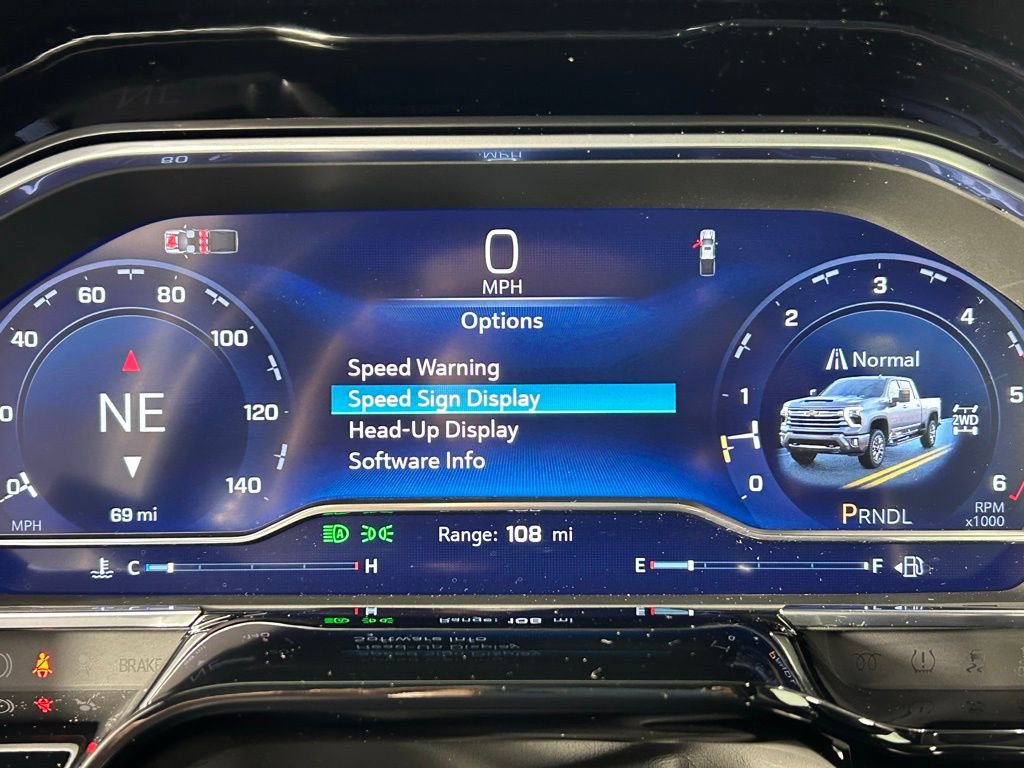 0
MPH
Options
Speed Warning
Speed Sign Display
Head-Up Display
Software Info
40
60
80
100
120
140
0
MPH
NE
69 mi
0
1
2
3
4
5
6
RPM
x1000
Normal
2WD
PRNDL
Range: 108 mi
C
H
E
F
BRAKE